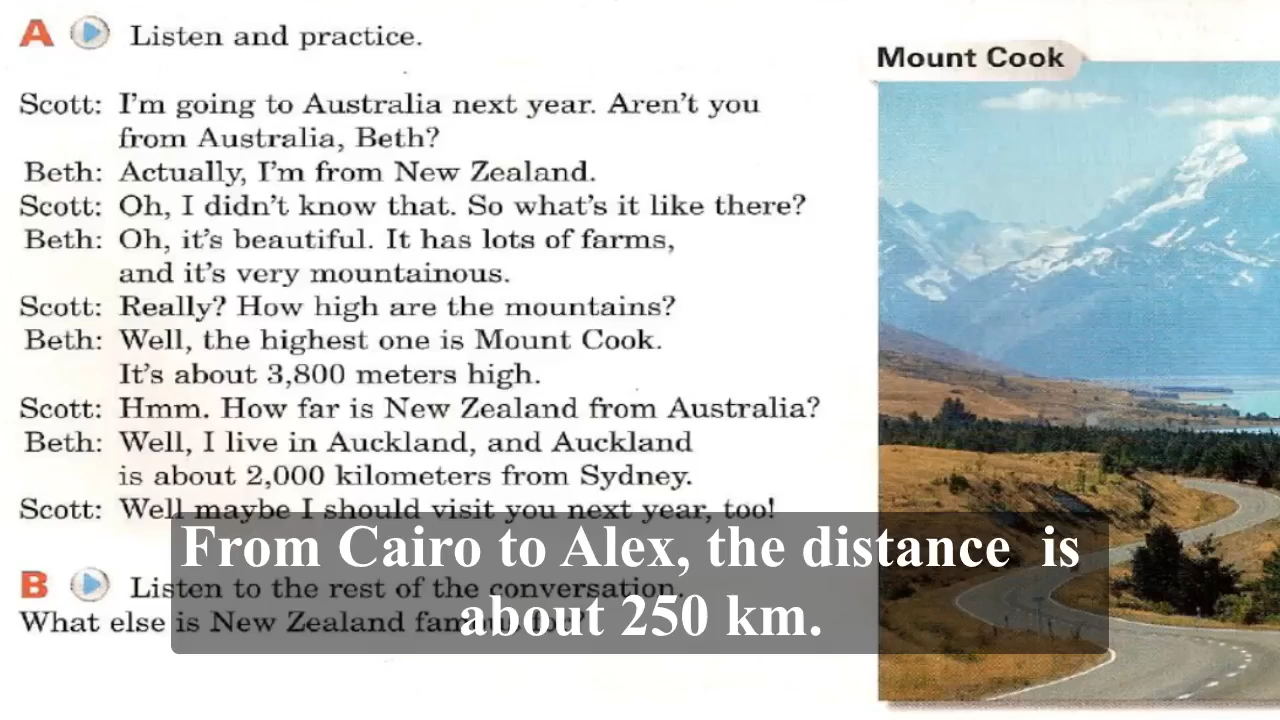 A Listen and practice.
Mount Cook
Scott: I'm going to Australia next year. Aren't you
from Australia, Beth?
Beth: Actually, I'm from New Zealand.
Scott: Oh, I didn't know that. So what's it like there?
Beth: Oh, it's beautiful. It has lots of farms,
and it's very mountainous.
Scott: Really? How high are the mountains?
Beth: Well, the highest one is Mount Cook.
It's about 3,800 meters high.
Scott: Hmm. How far is New Zealand from Australia?
Beth: Well, I live in Auckland, and Auckland
is about 2,000 kilometers from Sydney.
Scott: Well maybe I should visit you next year, too!
B Listen to the rest of the conversation.
What else is New Zealand famous for?
From Cairo to Alex, the distance is
about 250 km.